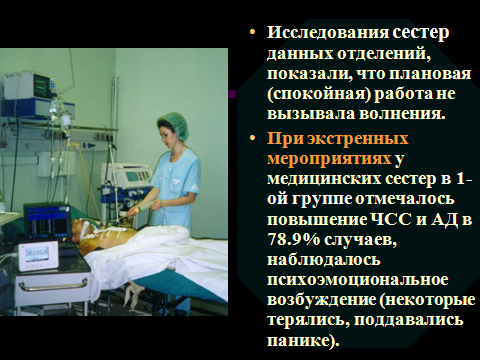 Исследования сестер
данных отделений,
показали, что плановая
(спокойная) работа не
вызывала волнения.
При экстренных
мероприятиях у
медицинских сестер в 1-
ой группе отмечалось
повышение ЧСС и АД в
78.9% случаев,
наблюдалось
психоэмоциональное
возбуждение (некоторые
терялись, поддавались
панике).